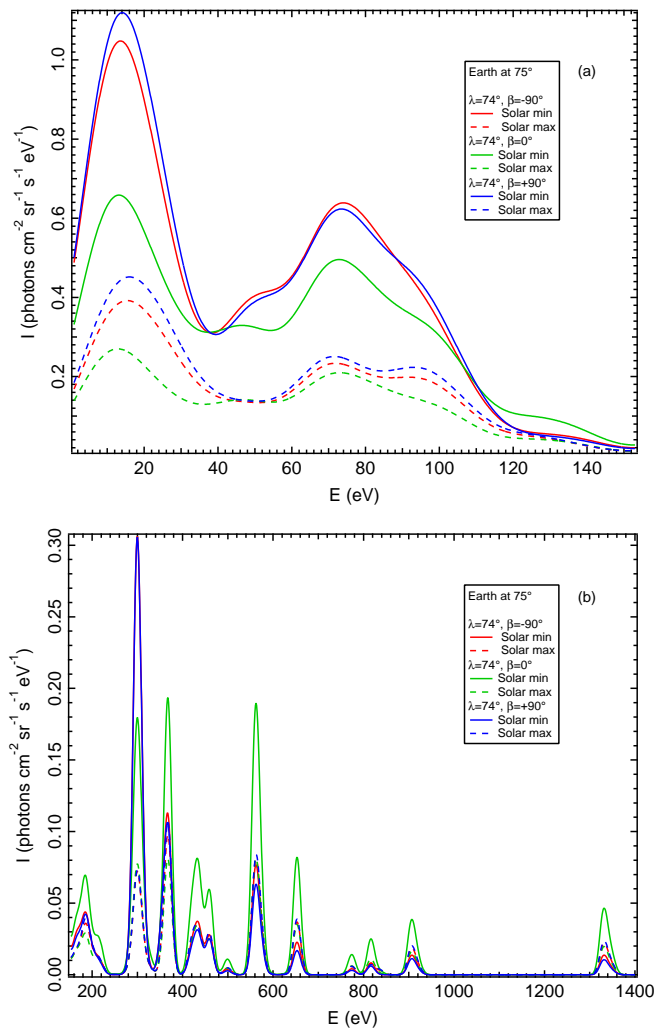 1.0
0.8
0.6
0.4
0.2
I (photons cm⁻² sr⁻¹ s⁻¹ eV⁻¹)
Earth at 75°
(a)
λ=74°, β=-90°
Solar min
Solar max
λ=74°, β=0°
Solar min
Solar max
λ=74°, β=+90°
Solar min
Solar max
20 40 60 80 100 120 140
E (eV)
0.30
0.25
0.20
0.15
0.10
0.05
0.00
I (photons cm⁻² sr⁻¹ s⁻¹ eV⁻¹)
Earth at 75°
(b)
λ=74°, β=-90°
Solar min
Solar max
λ=74°, β=0°
Solar min
Solar max
λ=74°, β=+90°
Solar min
Solar max
200 400 600 800 1000 1200 1400
E (eV)